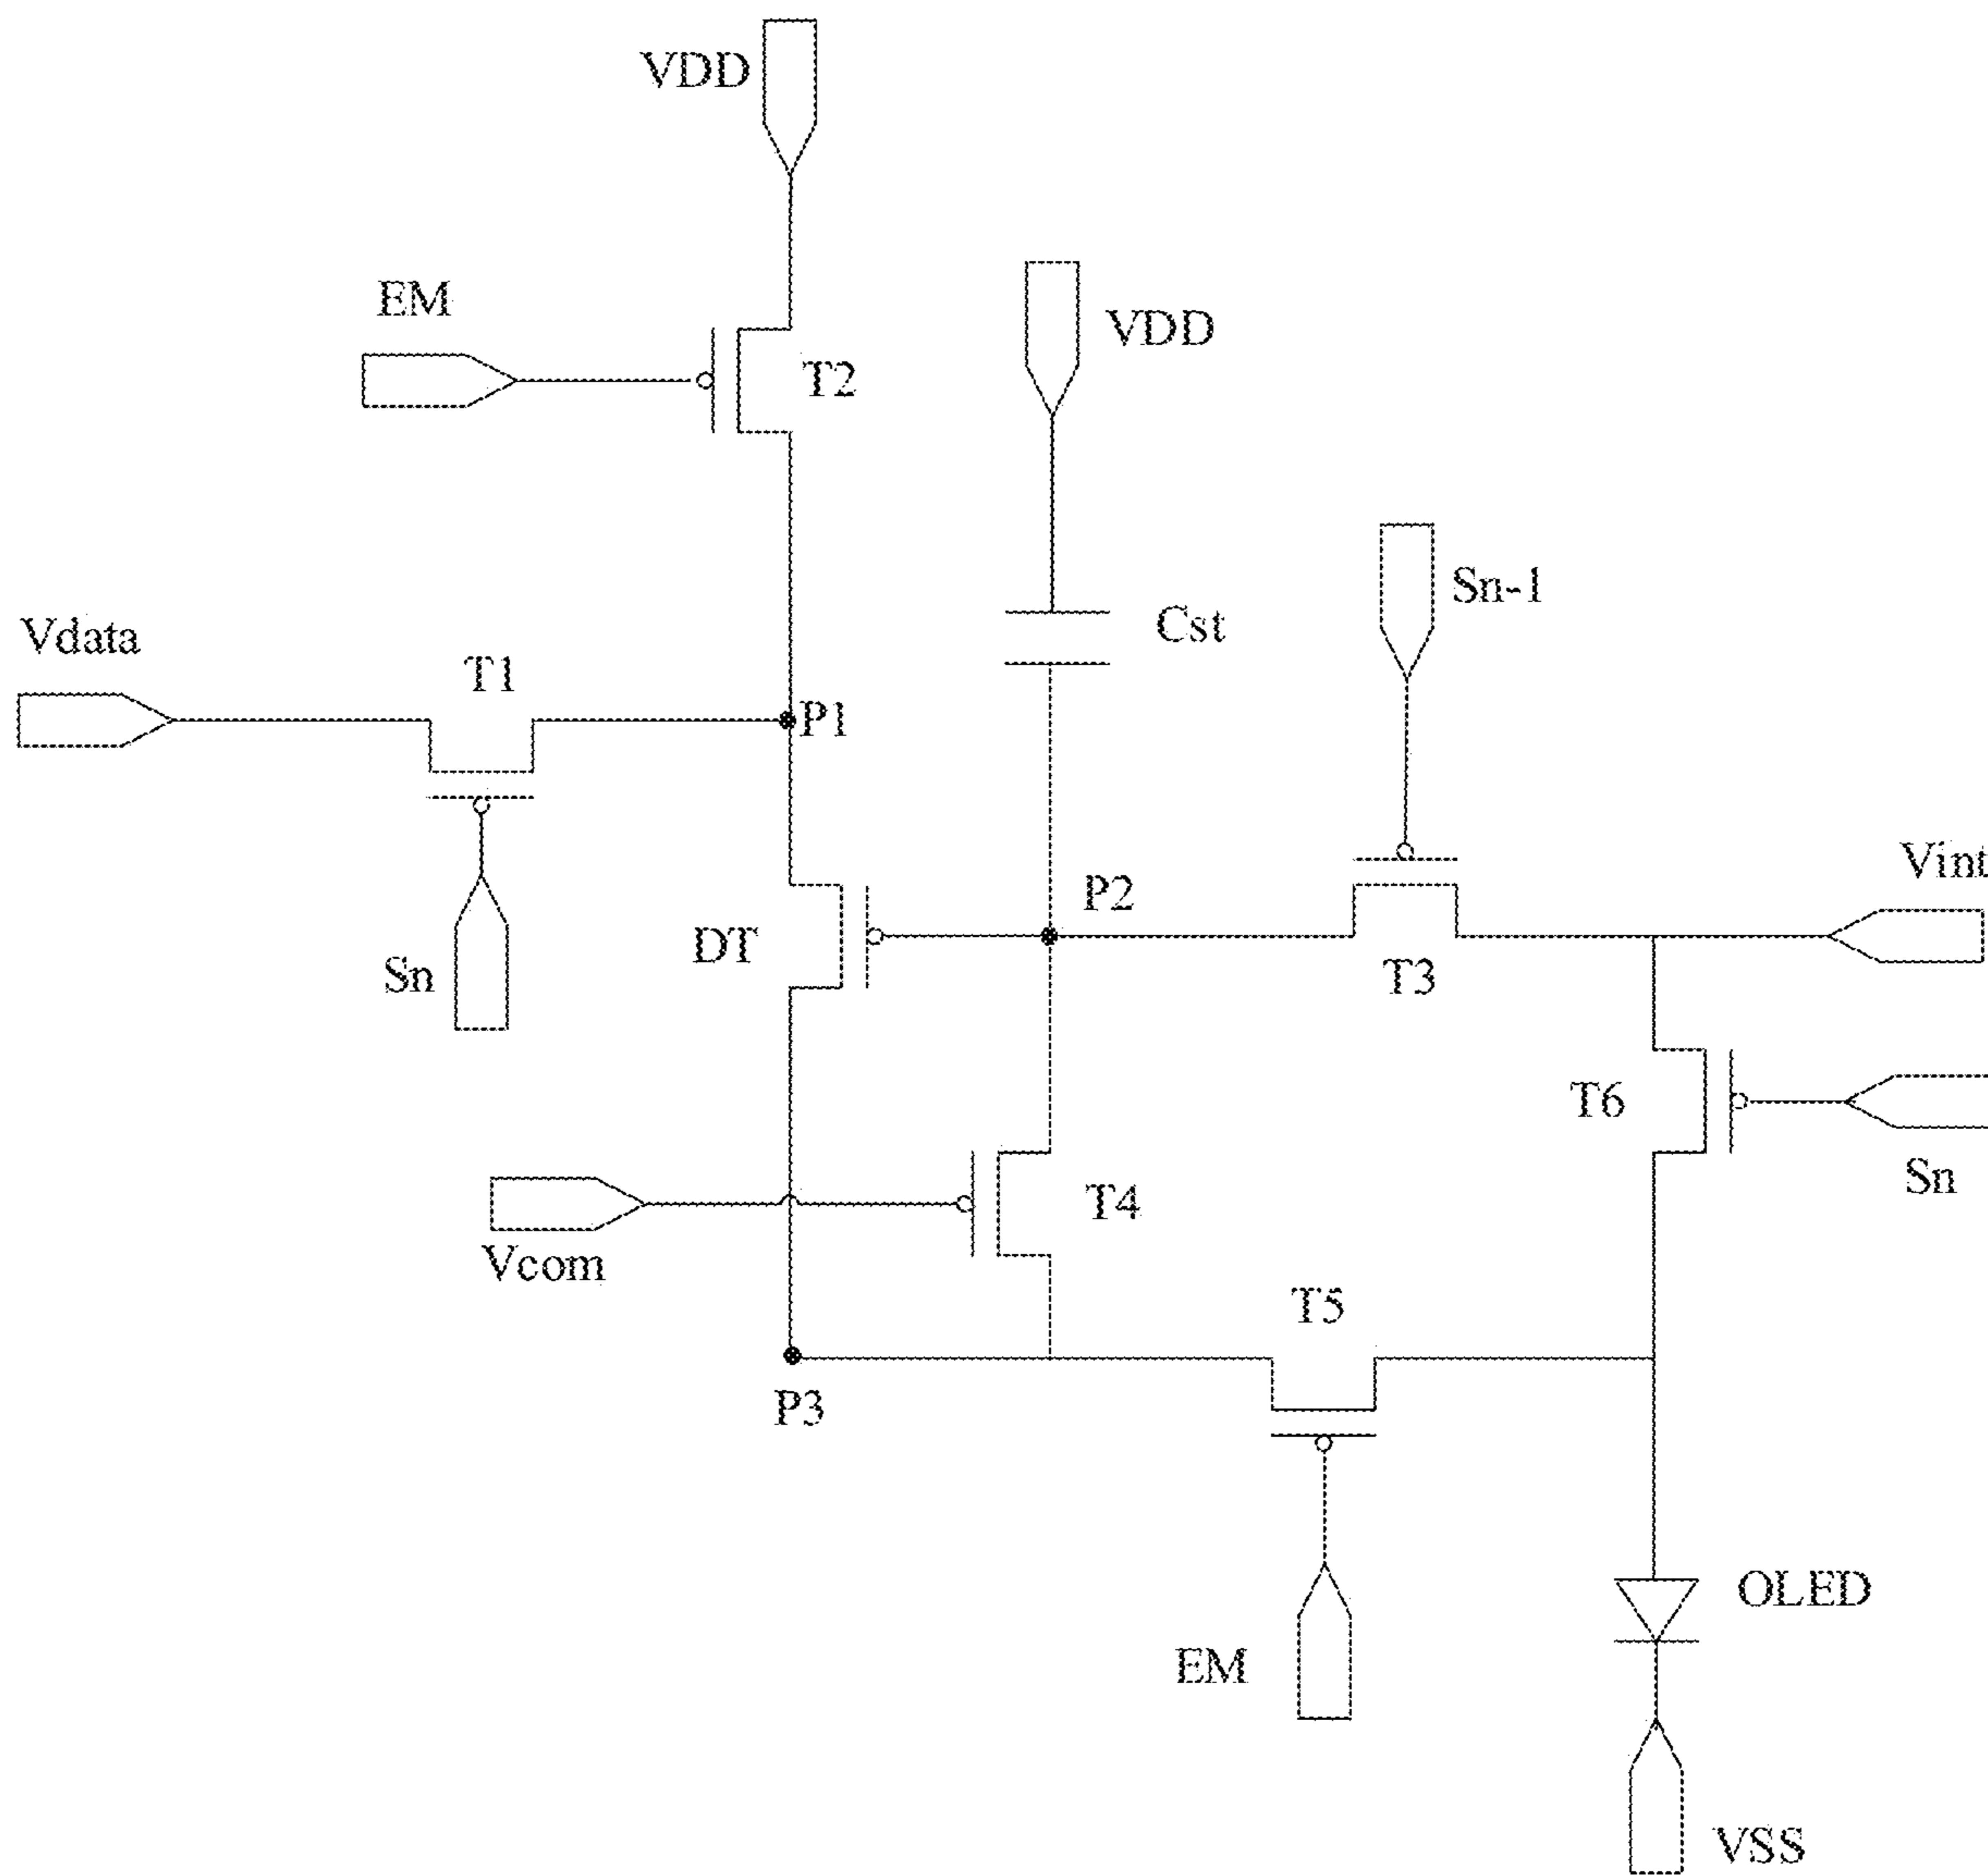 VDD
EM
VDD
T2
Sn-1
Cst
Vdata
T1
P1
Vint
P2
DT
Sn
T3
T6
Sn
T4
Vcom
T5
P3
OLED
EM
VSS